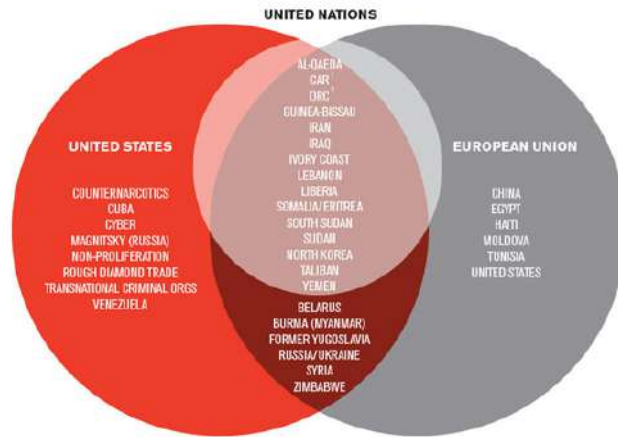 UNITED NATIONS
UNITED STATES
COUNTERNARCOTICS
CUBA
CYBER
MAGNITSKY (RUSSIA)
NON-PROLIFERATION
ROUGH DIAMOND TRADE
TRANSNATIONAL CRIMINAL ORGS
VENEZUELA
AL-QAEDA
CAR
DRC
GUINEA-BISSAU
IRAN
IRAQ
IVORY COAST
LEBANON
LIBERIA
SOMALIA/ERITREA
SOUTH SUDAN
SUDAN
NORTH KOREA
TALIBAN
YEMEN
BELARUS
BURMA (MYANMAR)
FORMER YUGOSLAVIA
RUSSIA/UKRAINE
SYRIA
ZIMBABWE
EUROPEAN UNION
CHINA
EGYPT
HAITI
MOLDOVA
TUNISIA
UNITED STATES